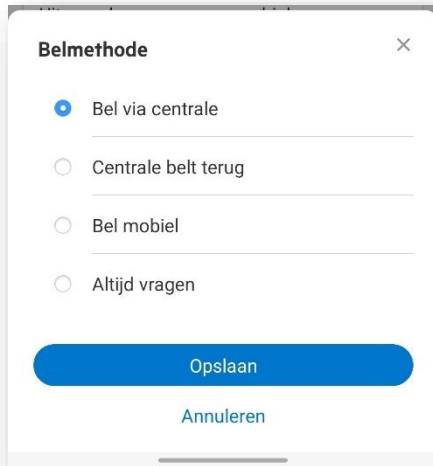 Belmethode
Bel via centrale
Centrale belt terug
Bel mobiel
Altijd vragen
Opslaan
Annuleren